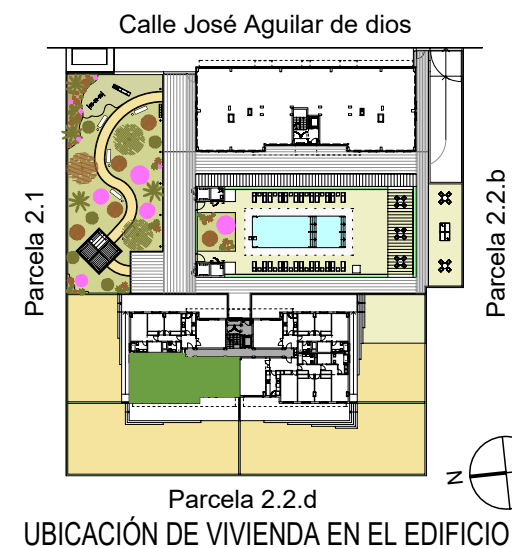 Calle José Aguilar de dios
Parcela 2.1
Parcela 2.2.b
N
Parcela 2.2.d
UBICACIÓN DE VIVIENDA EN EL EDIFICIO